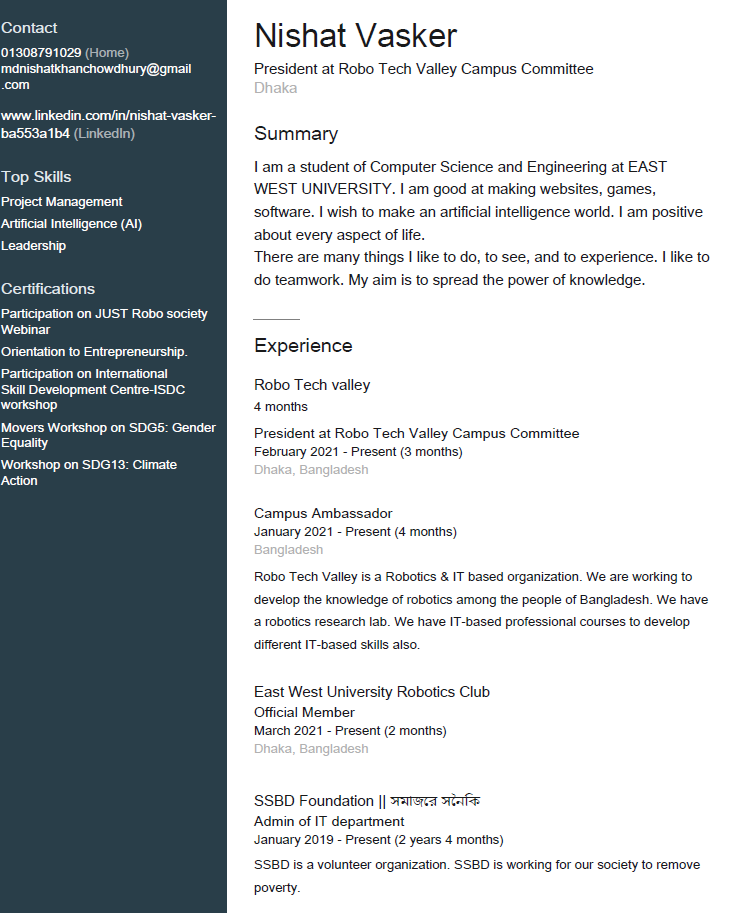 Contact
01308791029 (Home)
mdnishatkhanchowdhury@gmail
.com
www.linkedin.com/in/nishat-vasker-
ba553a1b4 (LinkedIn)
Top Skills
Project Management
Artificial Intelligence (AI)
Leadership
Certifications
Participation on JUST Robo society
Webinar
Orientation to Entrepreneurship.
Participation on International
Skill Development Centre-ISDC
workshop
Movers Workshop on SDG5: Gender
Equality
Workshop on SDG13: Climate
Action
Nishat Vasker
President at Robo Tech Valley Campus Committee
Dhaka
Summary
I am a student of Computer Science and Engineering at EAST
WEST UNIVERSITY. I am good at making websites, games,
software. I wish to make an artificial intelligence world. I am positive
about every aspect of life.
There are many things I like to do, to see, and to experience. I like to
do teamwork. My aim is to spread the power of knowledge.
Experience
Robo Tech valley
4 months
President at Robo Tech Valley Campus Committee
February 2021 - Present (3 months)
Dhaka, Bangladesh
Campus Ambassador
January 2021 - Present (4 months)
Bangladesh
Robo Tech Valley is a Robotics & IT based organization. We are working to
develop the knowledge of robotics among the people of Bangladesh. We have
a robotics research lab. We have IT-based professional courses to develop
different IT-based skills also.
East West University Robotics Club
Official Member
March 2021 - Present (2 months)
Dhaka, Bangladesh
SSBD Foundation || সমাজরে সনৈকি
Admin of IT department
January 2019 - Present (2 years 4 months)
SSBD is a volunteer organization. SSBD is working for our society to remove
poverty.